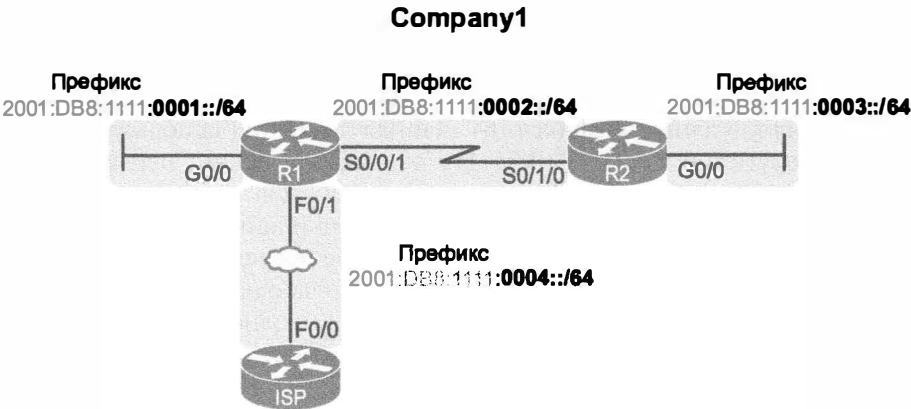 Company1
Префикс
2001:DB8:1111:0001::/64
Префикс
2001:DB8:1111:0002::/64
Префикс
2001:DB8:1111:0003::/64
G0/0
R1
S0/0/1
S0/1/0
R2
G0/0
F0/1
Префикс
2001:DB8:1111:0004::/64
F0/0
ISP